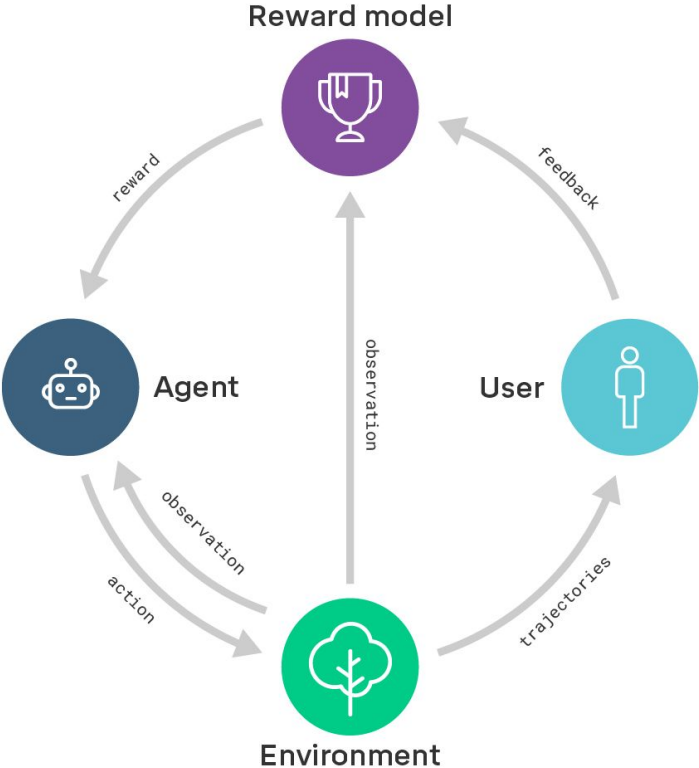 Reward model
reward
feedback
observation
Agent
User
observation
action
trajectories
Environment